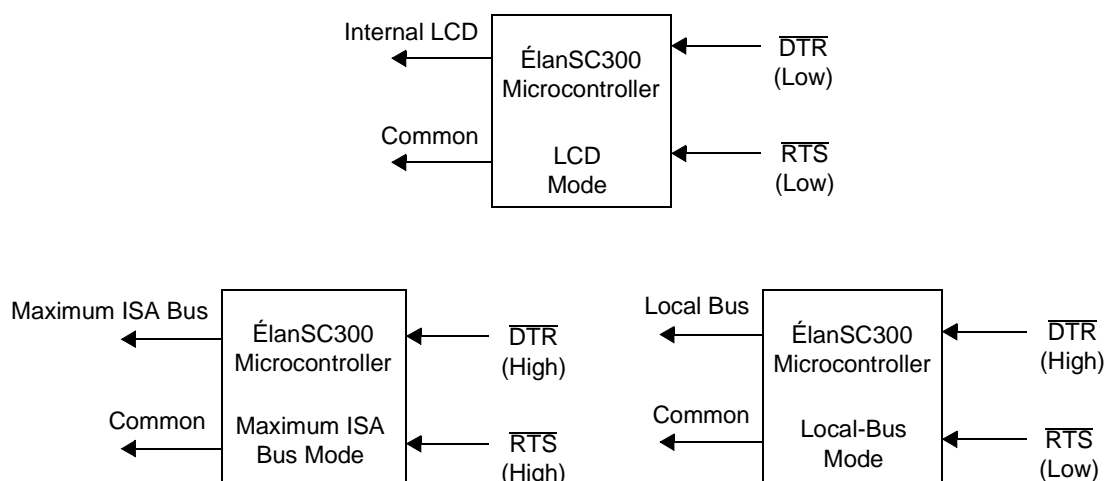 Internal LCD
ÉlanSC300
Microcontroller
DTR
(Low)
Common
LCD
Mode
RTS
(Low)
Maximum ISA Bus
ÉlanSC300
Microcontroller
DTR
(High)
Common
Maximum ISA
Bus Mode
RTS
(High)
Local Bus
ÉlanSC300
Microcontroller
DTR
(High)
Common
Local-Bus
Mode
RTS
(Low)